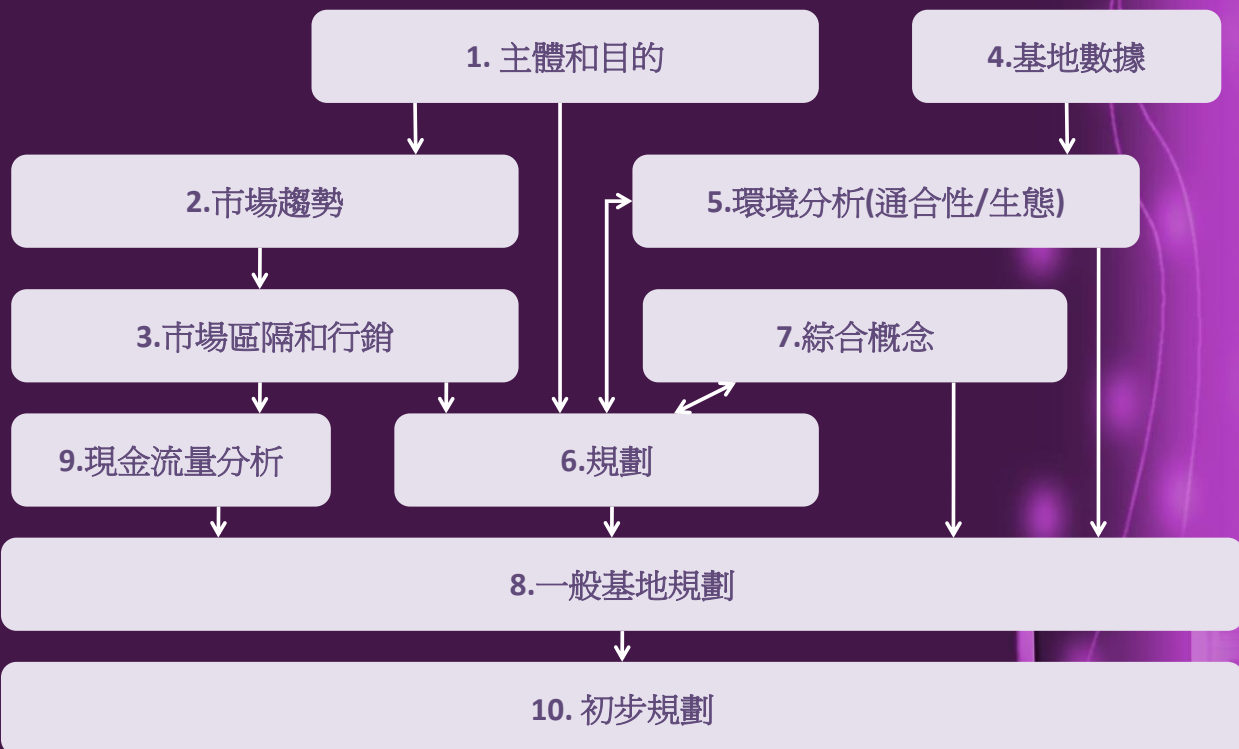 1. 主體和目的
4.基地數據
2.市場趨勢
5.環境分析(通合性/生態)
3.市場區隔和行銷
7.綜合概念
9.現金流量分析
6.規劃
8.一般基地規劃
10. 初步規劃